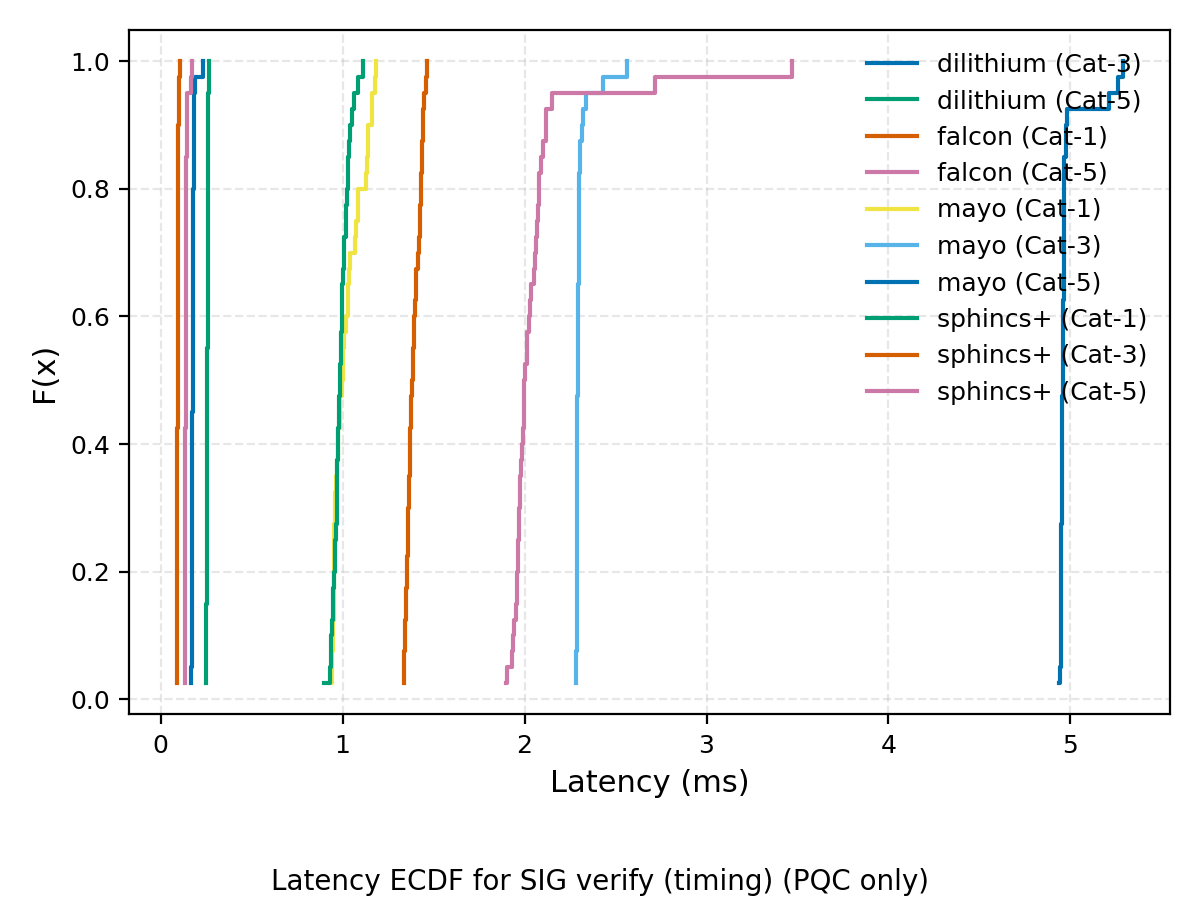 1.0
0.8
0.6
0.4
0.2
0.0
F(x)
dilithium (Cat-3)
dilithium (Cat-5)
falcon (Cat-1)
falcon (Cat-5)
mayo (Cat-1)
mayo (Cat-3)
mayo (Cat-5)
sphincs+ (Cat-1)
sphincs+ (Cat-3)
sphincs+ (Cat-5)
0 1 2 3 4 5
Latency (ms)
Latency ECDF for SIG verify (timing) (PQC only)